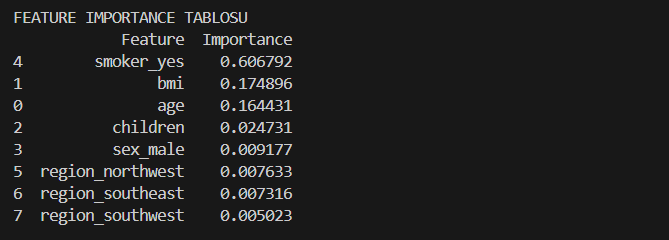 FEATURE IMPORTANCE TABLOSU
Feature Importance
4 smoker_yes 0.606792
1 bmi 0.174896
0 age 0.164431
2 children 0.024731
3 sex_male 0.009177
5 region_northwest 0.007633
6 region_southeast 0.007316
7 region_southwest 0.005023